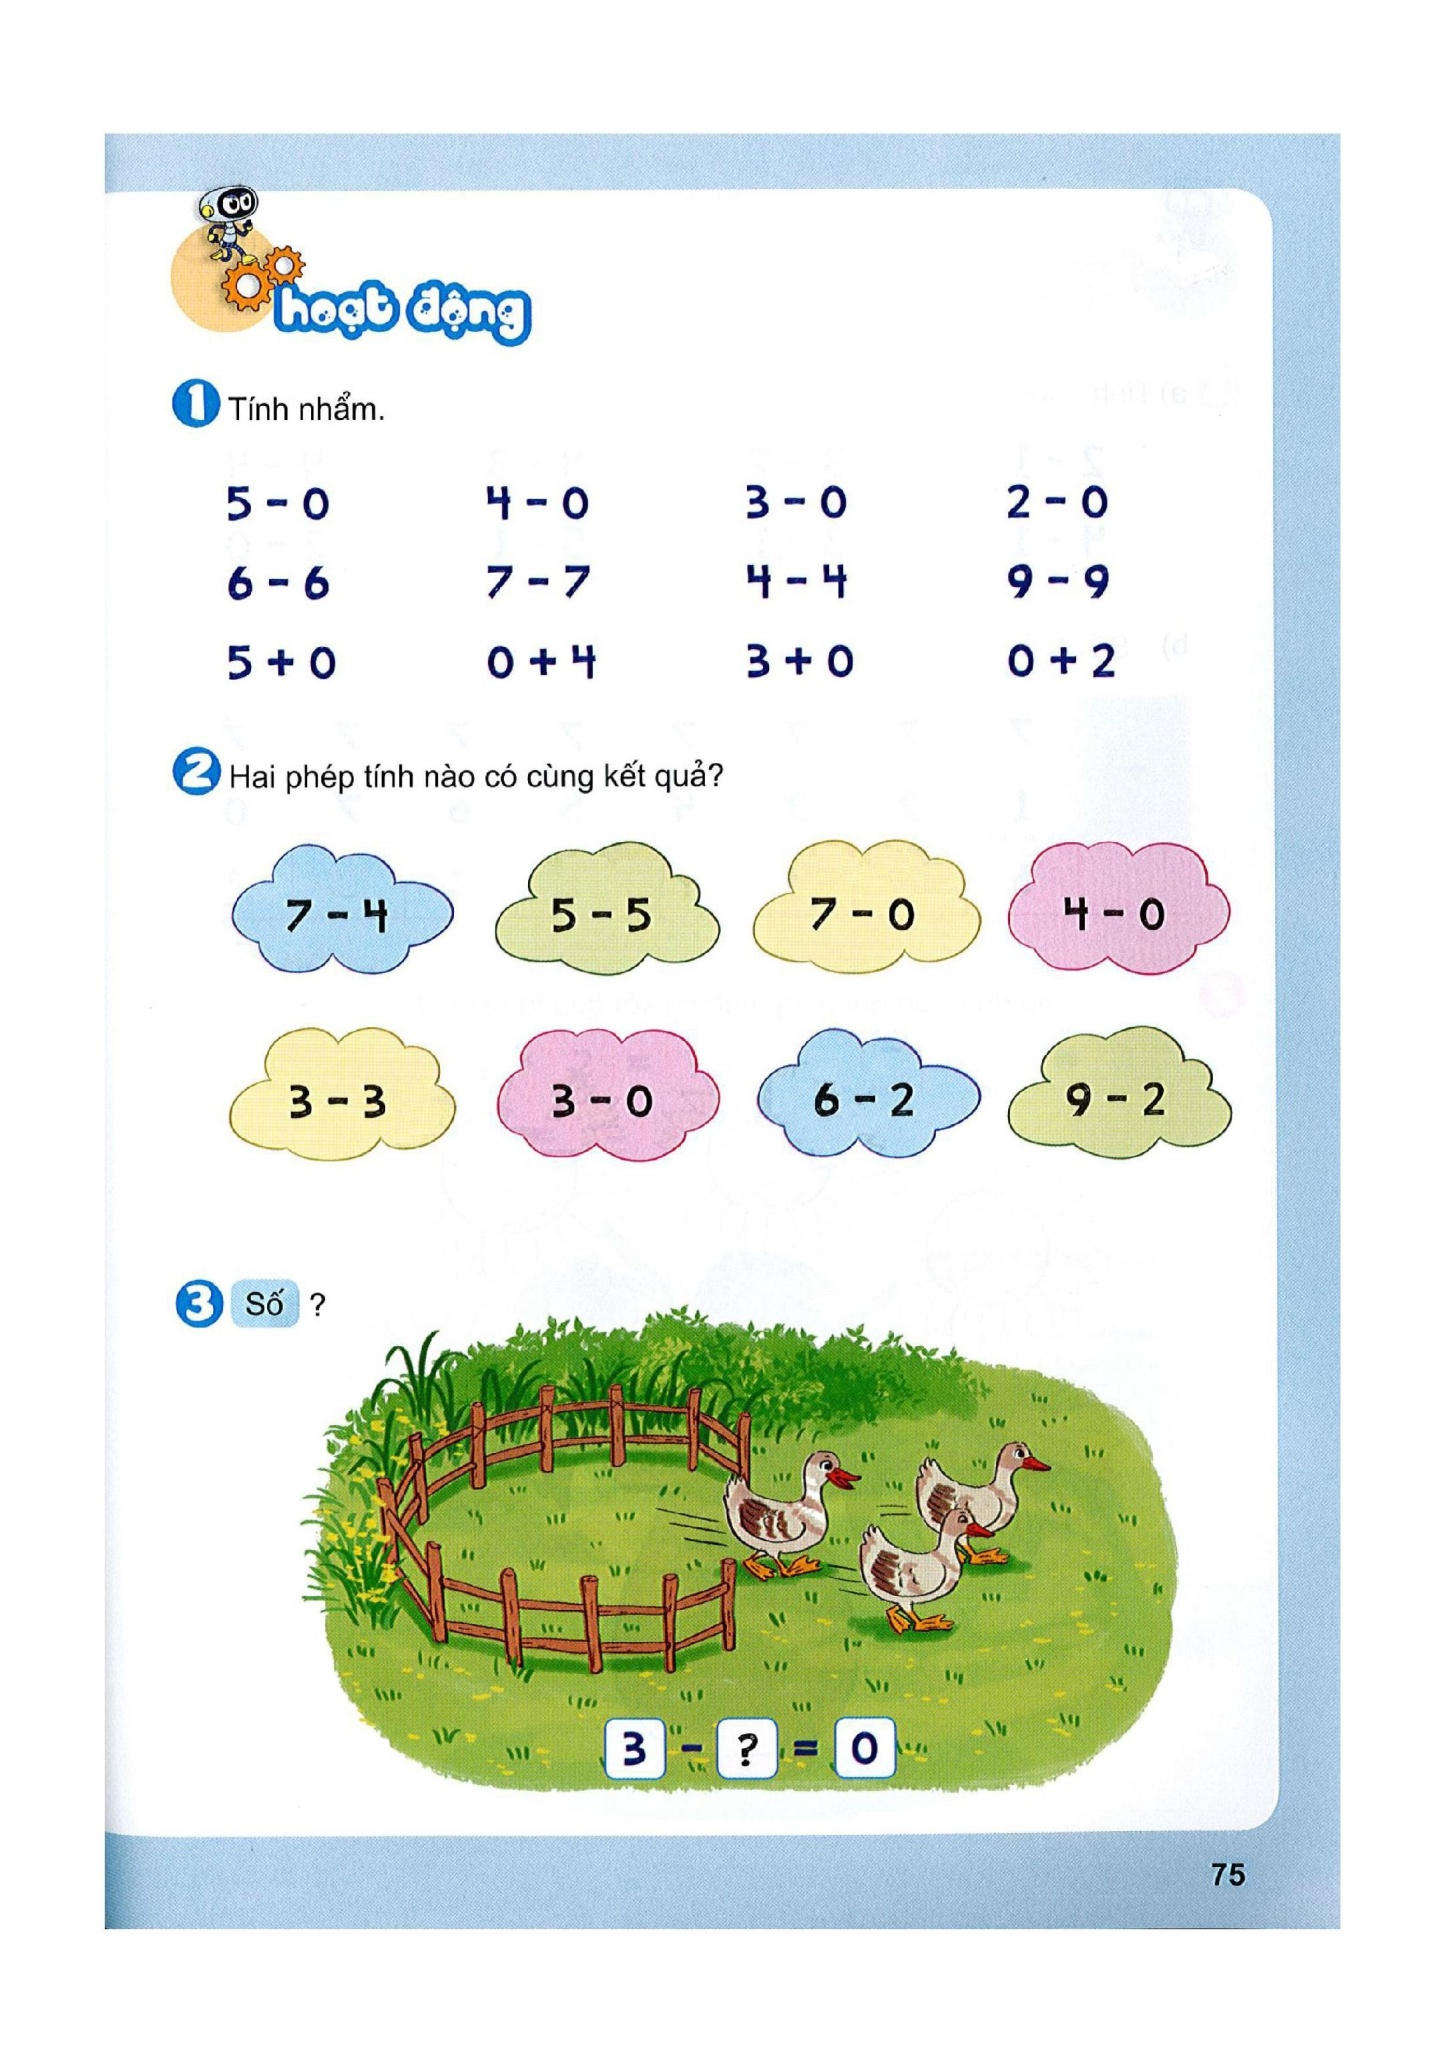 hoạt động
1 Tính nhẩm.
5 – 0 4 – 0 3 – 0 2 – 0
6 – 6 7 – 7 4 – 4 9 – 9
5 + 0 0 + 4 3 + 0 0 + 2
2 Hai phép tính nào có cùng kết quả?
7 – 4 5 – 5 7 – 0 4 – 0
3 – 3 3 – 0 6 – 2 9 – 2
3 Số ?
3 – ? = 0
75